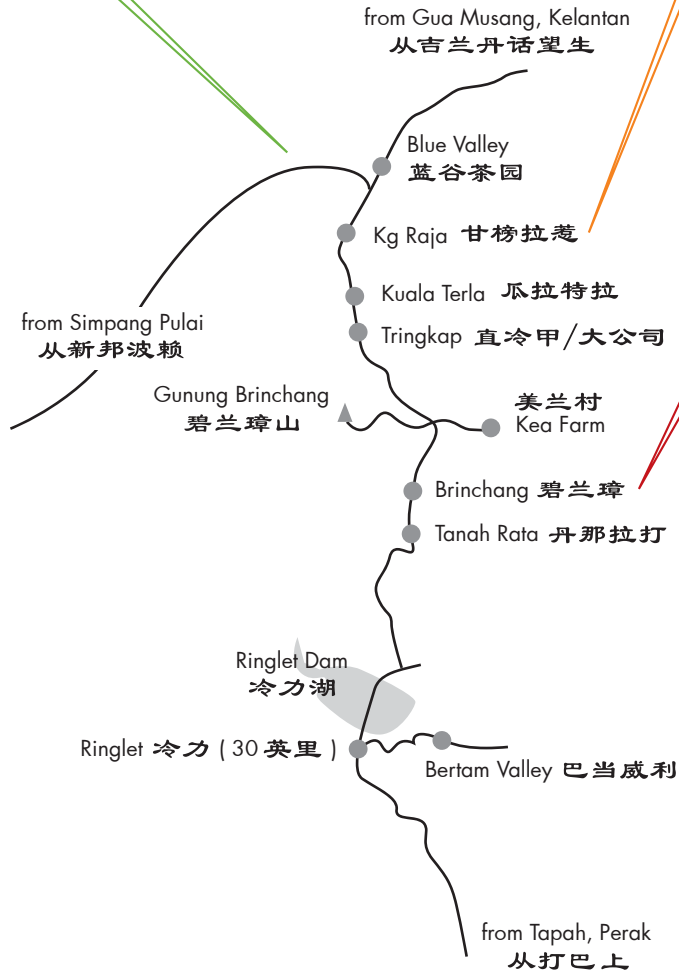 from Gua Musang, Kelantan
从吉兰丹话望生
Blue Valley
蓝谷茶园
Kg Raja 甘榜拉惹
Kuala Terla 瓜拉特拉
from Simpang Pulai
从新邦波赖
Tringkap 直冷甲/大公司
Gunung Brinchang
碧兰璋山
美兰村
Kea Farm
Brinchang 碧兰璋
Tanah Rata 丹那拉打
Ringlet Dam
冷力湖
Ringlet 冷力 ( 30 英里 )
Bertam Valley 巴当威利
from Tapah, Perak
从打巴上